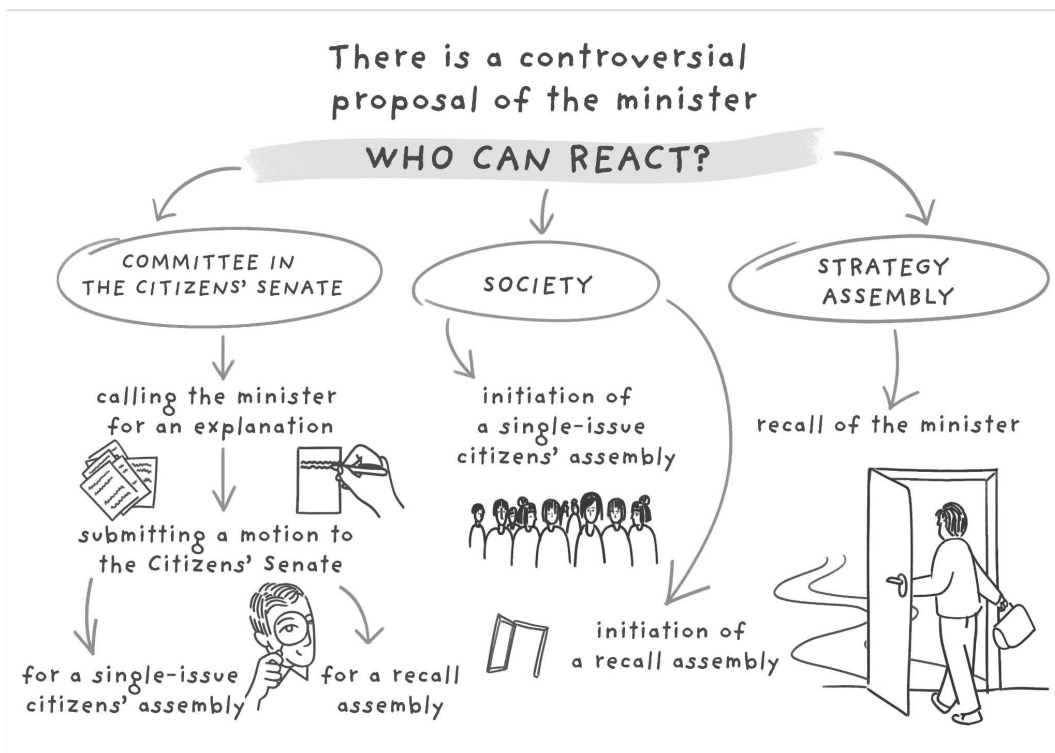 There is a controversial
proposal of the minister
WHO CAN REACT?
COMMITTEE IN
THE CITIZENS' SENATE
calling the minister
for an explanation
submitting a motion to
the Citizens' Senate
for a single-issue
citizens' assembly
for a recall
assembly
SOCIETY
initiation of
a single-issue
citizens' assembly
initiation of
a recall assembly
STRATEGY
ASSEMBLY
recall of the minister